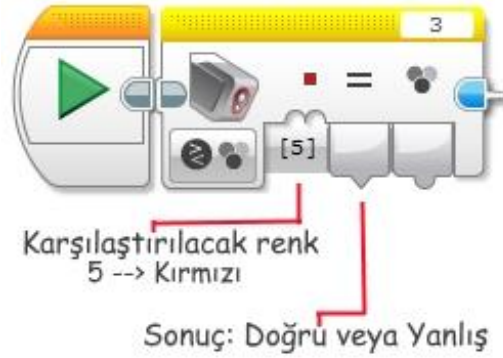 3
[5]
Karşılaştırılacak renk
5 --> Kırmızı
Sonuç: Doğru veya Yanlış